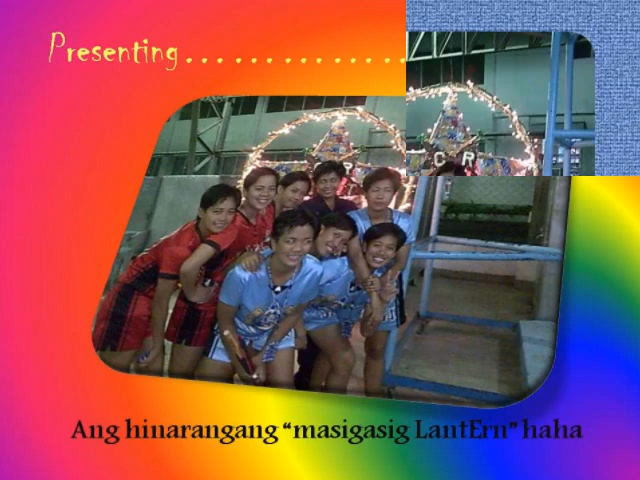 Presenting..............
C R
Ang hinarangang “masigasig LantErn” haha